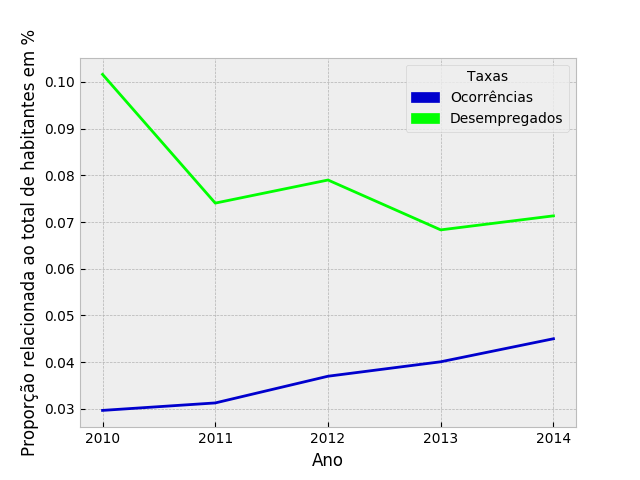 Proporção relacionada ao total de habitantes em %
0.10
0.09
0.08
0.07
0.06
0.05
0.04
0.03
Taxas
Ocorrências
Desempregados
2010 2011 2012 2013 2014
Ano